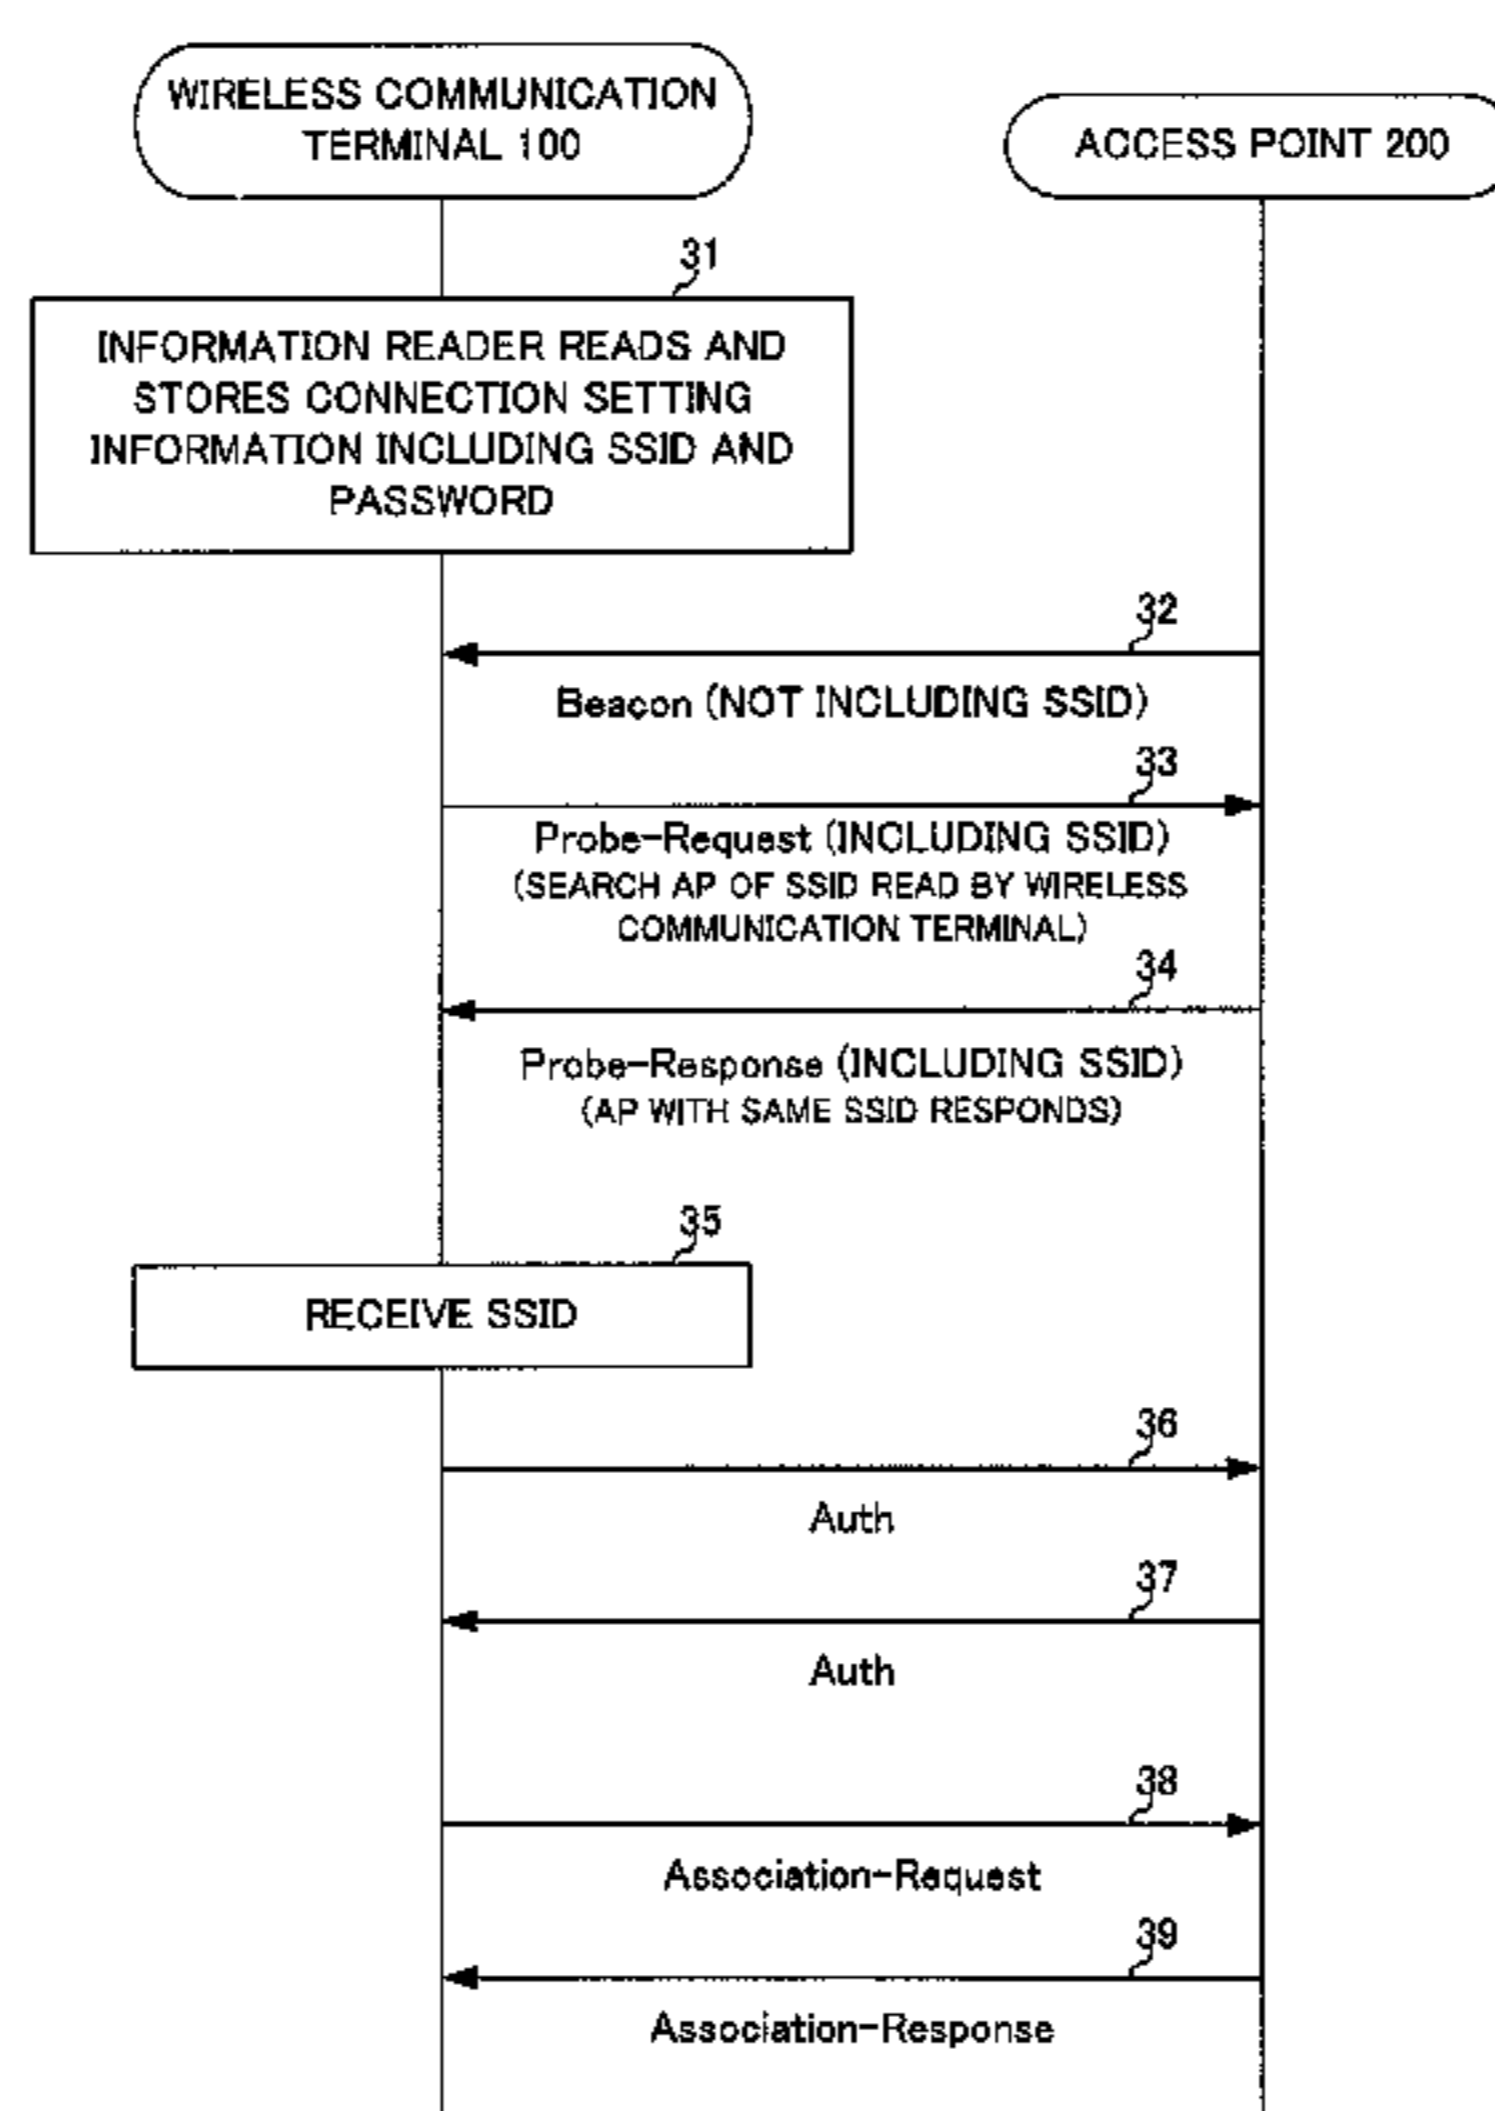 WIRELESS COMMUNICATION
TERMINAL 100
ACCESS POINT 200
31
INFORMATION READER READS AND
STORES CONNECTION SETTING
INFORMATION INCLUDING SSID AND
PASSWORD
32
Beacon (NOT INCLUDING SSID)
33
Probe-Request (INCLUDING SSID)
(SEARCH AP OF SSID READ BY WIRELESS
COMMUNICATION TERMINAL)
34
Probe-Response (INCLUDING SSID)
(AP WITH SAME SSID RESPONDS)
35
RECEIVE SSID
36
Auth
37
Auth
38
Association-Request
39
Association-Response